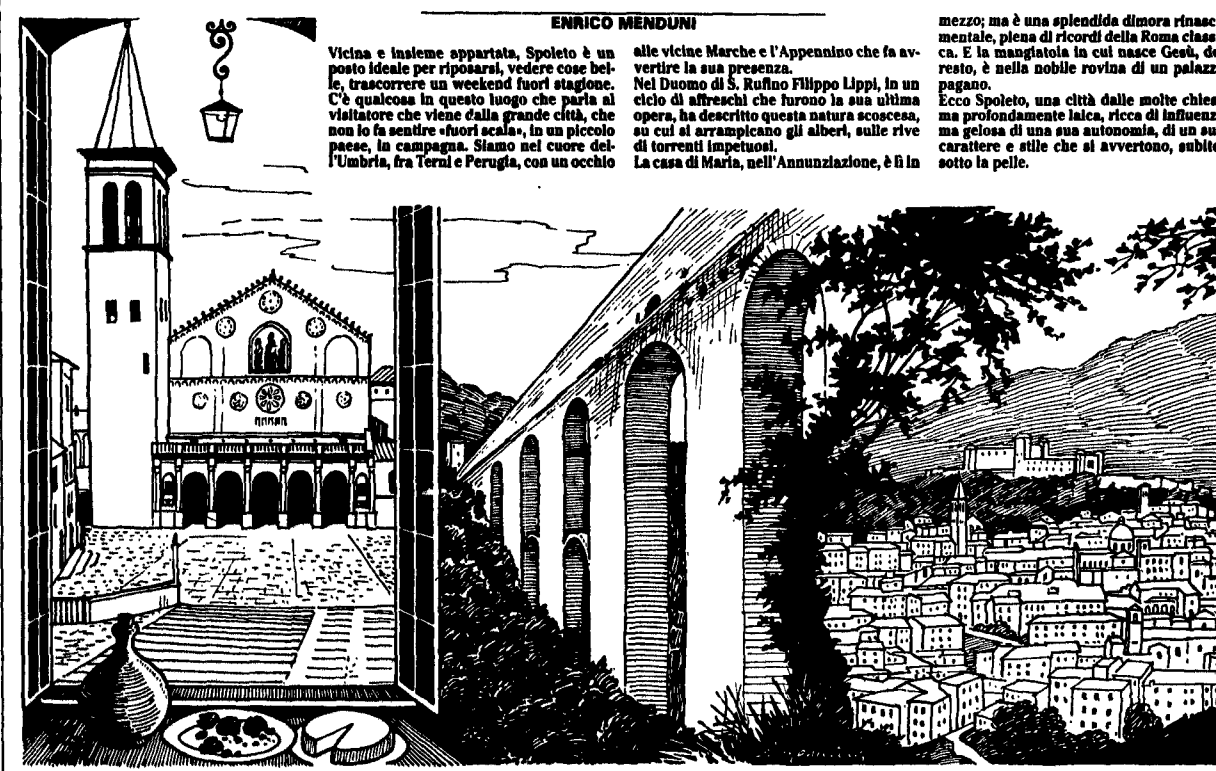 ENRICO MENDUNI
Vicina e insieme appartata, Spoleto è un
posto ideale per riposarsi, vedere cose bel-
le, trascorrere un weekend fuori stagione.
C'è qualcosa in questo luogo che parla al
visitatore che viene dalla grande città, che
non lo fa sentire «fuori scala», in un piccolo
paese, in campagna. Siamo nel cuore del-
l'Umbria, fra Terni e Perugia, con un occhio
alle vicine Marche e l'Appennino che fa av-
vertire la sua presenza.
Nel Duomo di S. Rufino Filippo Lippi, in un
ciclo di affreschi che furono la sua ultima
opera, ha descritto questa natura scoscesa,
su cui si arrampicano gli alberi, sulle rive
di torrenti impetuosi.
La casa di Maria, nell'Annunziazione, è lì in
mezzo; ma è una splendida dimora rinasc
mentale, piena di ricordi della Roma class
ca. E la mangiatoia in cui nasce Gesù, de
resto, è nella nobile rovina di un palazz
pagano.
Ecco Spoleto, una città dalle molte chies
ma profondamente laica, ricca di influenz
ma gelosa di una sua autonomia, di un su
carattere e stile che si avvertono, subito
sotto la pelle.